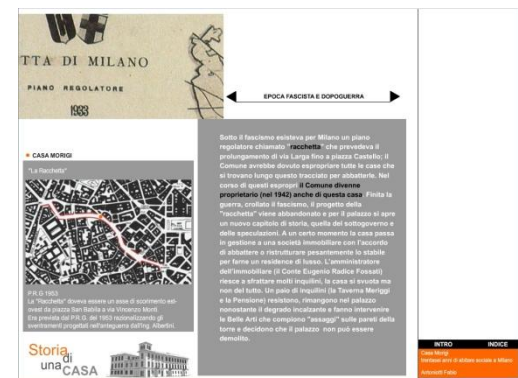 TTA DI MILANO
PIANO REGOLATORE
1933
EPOCA FASCISTA E DOPOGUERRA
CASA MORIGI
"La Racchetta"
P.R.G 1953
La "Racchetta" doveva essere un asse di scorrimento est-
ovest da piazza San Babila a via Vincenzo Monti.
Era prevista dal P.R.G. del 1953 razionalizzando gli
sventramenti progettati nell'anteguerra dall'ing. Albertini.
Sotto il fascismo esisteva per Milano un piano
regolatore chiamato "racchetta" che prevedeva il
prolungamento di via Larga fino a piazza Castello; il
Comune avrebbe dovuto espropriare tutte le case che
si trovano lungo questo tracciato per abbatterle. Nel
corso di questi espropri il Comune divenne
proprietario (nel 1942) anche di questa casa. Finita la
guerra, crollato il fascismo, il progetto della
"racchetta" viene abbandonato e per il palazzo si apre
un nuovo capitolo di storia, quella del sottogoverno e
delle speculazioni. A un certo momento la casa passa
in gestione a una società immobiliare con l'accordo
di abbattere o ristrutturare pesantemente lo stabile
per farne un residence di lusso. L'amministratore
dell'immobiliare (il Conte Eugenio Radice Fossati)
riesce a sfrattare molti inquilini, la casa si svuota ma
non del tutto. Un paio di inquilini (la Taverna Meriggi
e la Pensione) resistono, rimangono nel palazzo
nonostante il degrado incalzante e fanno intervenire
le Belle Arti che compiono "assaggi" sulle pareti della
torre e decidono che il palazzo non può essere
demolito.
Storia di
una CASA
INTRO INDICE
Casa Morigi
trentasei anni di abitare sociale a Milano
Antonietti Fabio